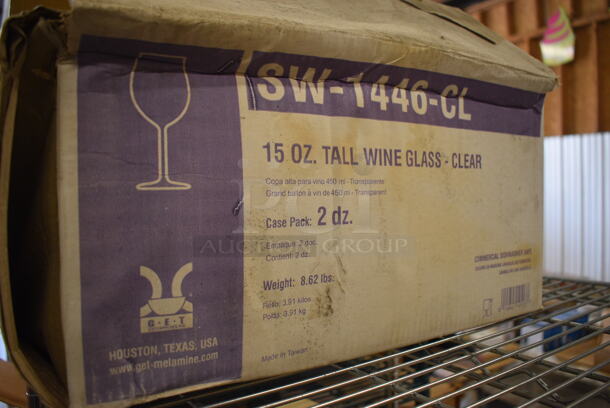 SW-1446-CL
15 OZ. TALL WINE GLASS - CLEAR
Copa alta para vino 450 ml - Transparente
Grand ballon à vin de 450ml - Transparent
Case Pack: 2 dz.
Empaque: 2 doc.
Content: 2 dz.
AUCTION GROUP
Weight: 8.62 lbs.
Peso: 3.91 kilos
Poids: 3.91 kg
Made in Taiwan
COMMERCIAL DISHWASHER SAFE
G·E·T
HOUSTON, TEXAS, USA
www.get-melamine.com